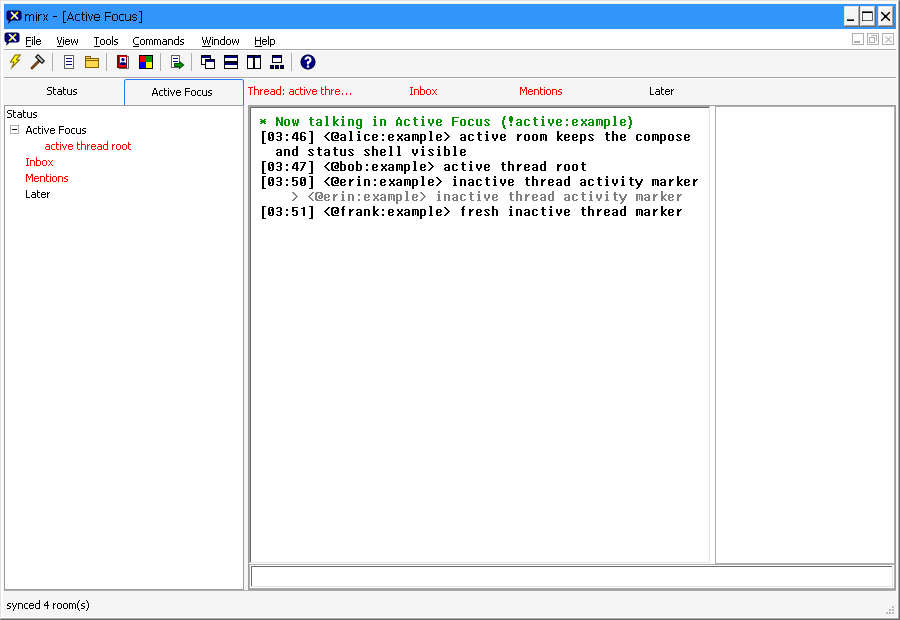 mirx - [Active Focus]
File View Tools Commands Window Help
Status Active Focus Thread: active thre... Inbox Mentions Later
Status
Active Focus
active thread root
Inbox
Mentions
Later
* Now talking in Active Focus (!active:example)
[03:46] <@alice:example> active room keeps the compose
and status shell visible
[03:47] <@bob:example> active thread root
[03:50] <@erin:example> inactive thread activity marker
> <@erin:example> inactive thread activity marker
[03:51] <@frank:example> fresh inactive thread marker
synced 4 room(s)